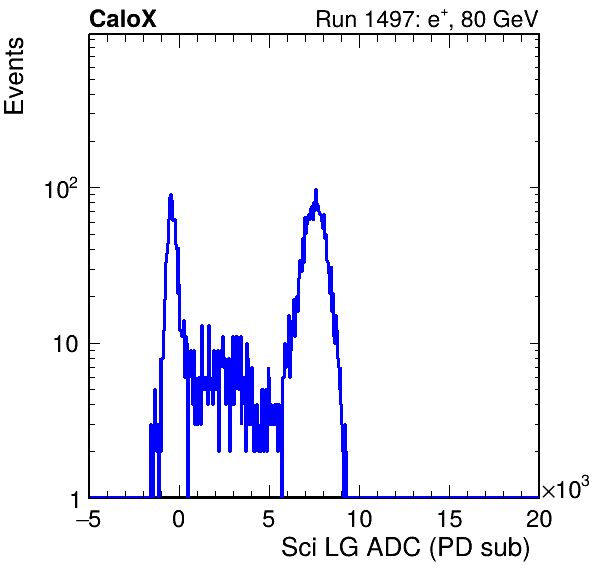 CaloX Run 1497: e⁺, 80 GeV
Events
10²
10
1
−5 0 5 10 15 20 ×10³
Sci LG ADC (PD sub)